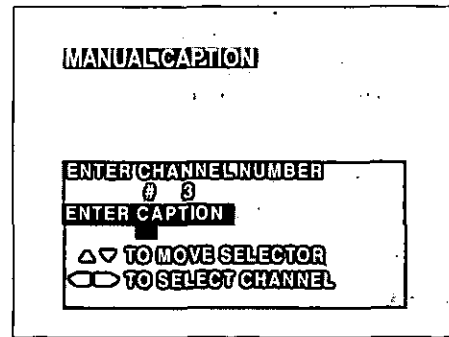 MANUAL CAPTION
ENTER CHANNEL NUMBER
# 3
ENTER CAPTION
△▽ TO MOVE SELECTOR
◁▷ TO SELECT CHANNEL